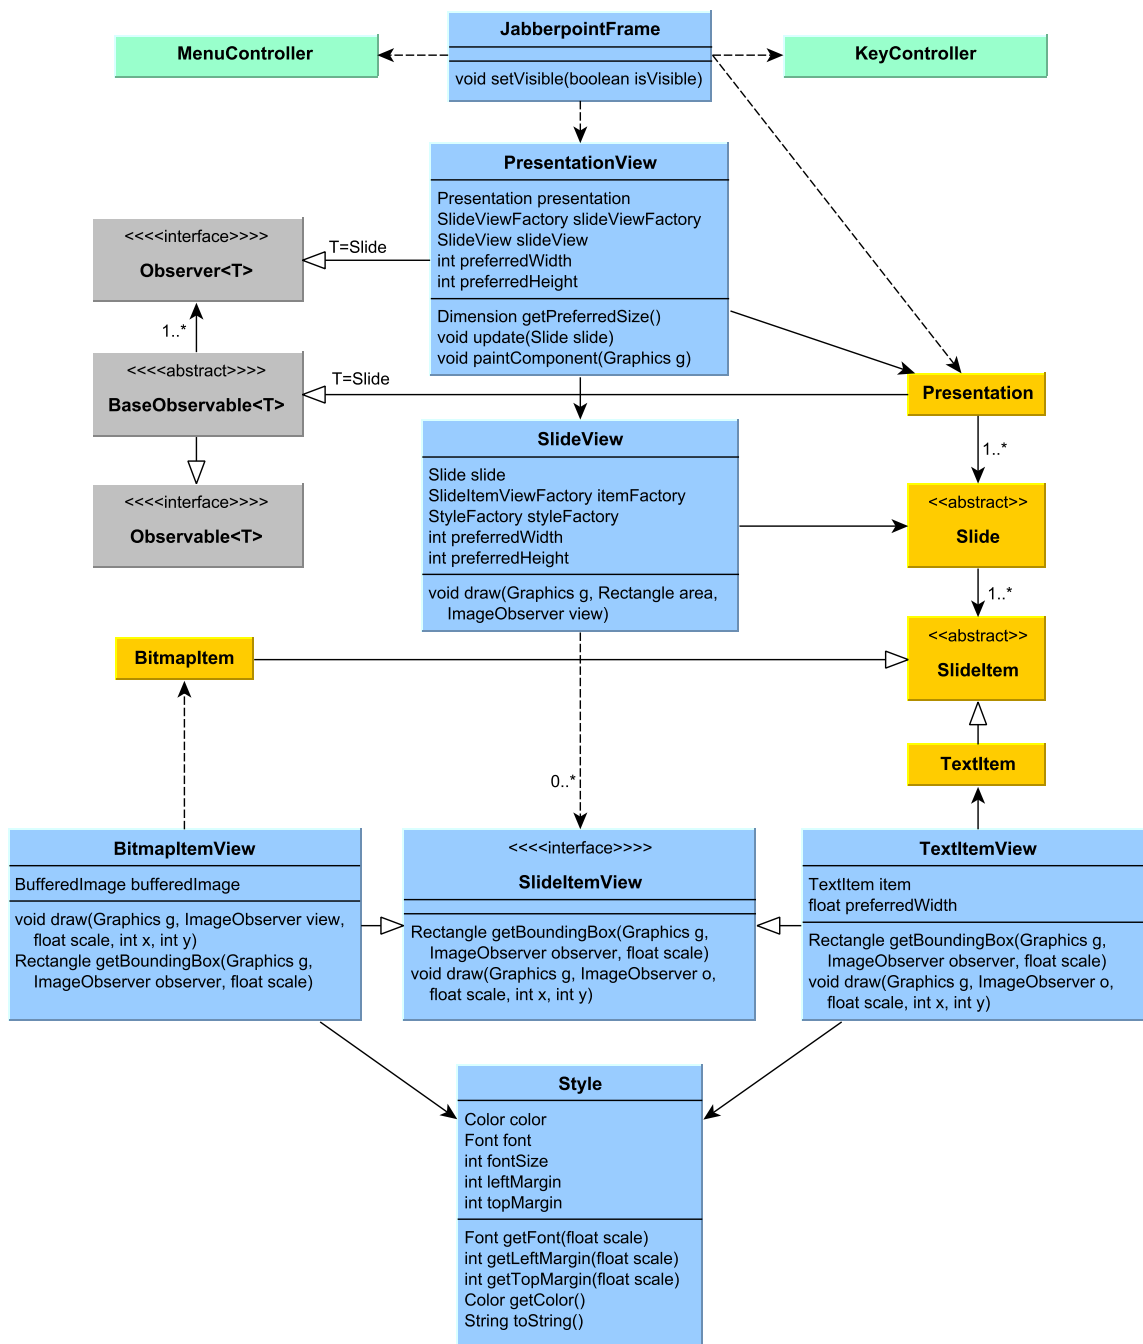 JabberpointFrame
void setVisible(boolean isVisible)
MenuController
KeyController
PresentationView
Presentation presentation
SlideViewFactory slideViewFactory
SlideView slideView
int preferredWidth
int preferredHeight
Dimension getPreferredSize()
void update(Slide slide)
void paintComponent(Graphics g)
<<<<interface>>>>
Observer<T>
T=Slide
1..*
<<<<abstract>>>>
BaseObservable<T>
T=Slide
<<<<interface>>>>
Observable<T>
Presentation
1..*
SlideView
Slide slide
SlideItemViewFactory itemFactory
StyleFactory styleFactory
int preferredWidth
int preferredHeight
void draw(Graphics g, Rectangle area,
ImageObserver view)
<<abstract>>
Slide
1..*
<<abstract>>
SlideItem
BitmapItem
TextItem
0..*
BitmapItemView
BufferedImage bufferedImage
void draw(Graphics g, ImageObserver view,
float scale, int x, int y)
Rectangle getBoundingBox(Graphics g,
ImageObserver observer, float scale)
<<<<interface>>>>
SlideItemView
Rectangle getBoundingBox(Graphics g,
ImageObserver observer, float scale)
void draw(Graphics g, ImageObserver o,
float scale, int x, int y)
TextItemView
TextItem item
float preferredWidth
Rectangle getBoundingBox(Graphics g,
ImageObserver observer, float scale)
void draw(Graphics g, ImageObserver o,
float scale, int x, int y)
Style
Color color
Font font
int fontSize
int leftMargin
int topMargin
Font getFont(float scale)
int getLeftMargin(float scale)
int getTopMargin(float scale)
Color getColor()
String toString()